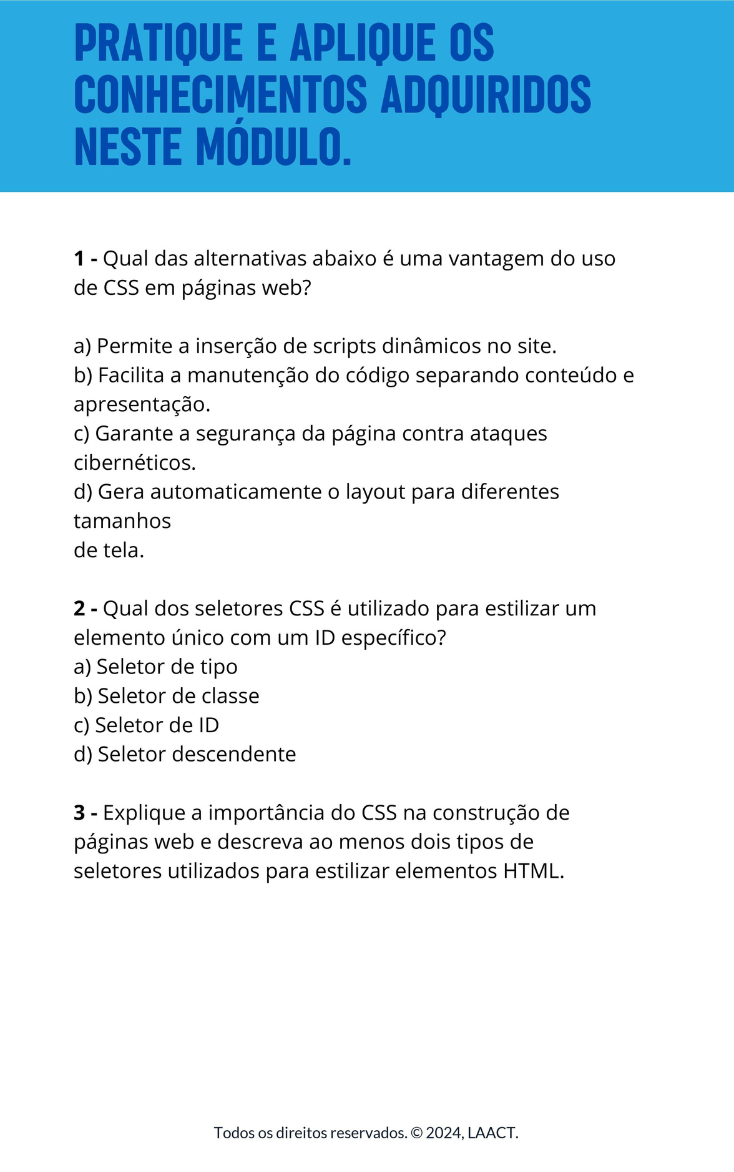 PRATIQUE E APLIQUE OS
CONHECIMENTOS ADQUIRIDOS
NESTE MÓDULO.
1 - Qual das alternativas abaixo é uma vantagem do uso
de CSS em páginas web?
a) Permite a inserção de scripts dinâmicos no site.
b) Facilita a manutenção do código separando conteúdo e
apresentação.
c) Garante a segurança da página contra ataques
cibernéticos.
d) Gera automaticamente o layout para diferentes
tamanhos
de tela.
2 - Qual dos seletores CSS é utilizado para estilizar um
elemento único com um ID específico?
a) Seletor de tipo
b) Seletor de classe
c) Seletor de ID
d) Seletor descendente
3 - Explique a importância do CSS na construção de
páginas web e descreva ao menos dois tipos de
seletores utilizados para estilizar elementos HTML.
Todos os direitos reservados. © 2024, LAACT.